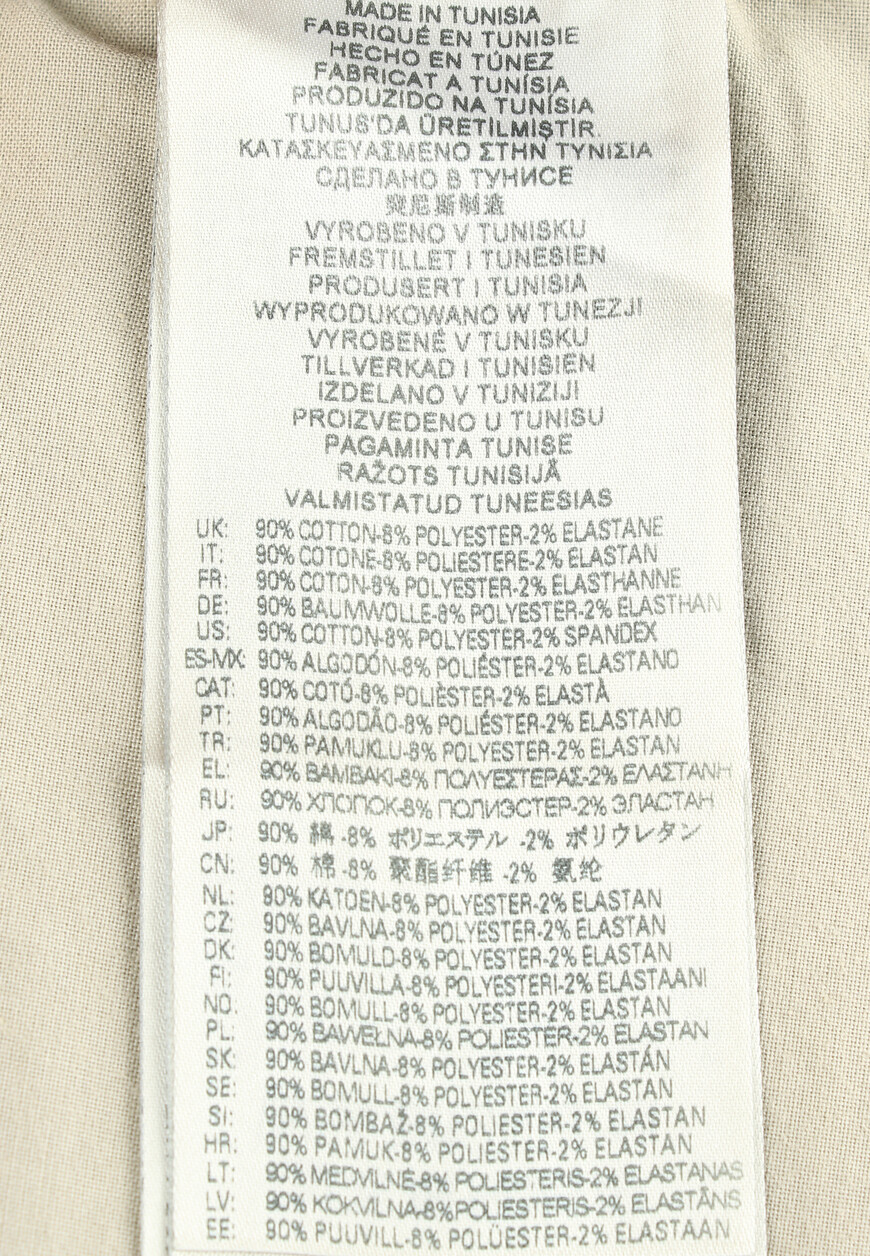 MADE IN TUNISIA
FABRIQUÉ EN TUNISIE
HECHO EN TÚNEZ
FABRICAT A TUNÍSIA
PRODUZIDO NA TUNÍSIA
TUNUS'DA ÜRETİLMİŞTİR.
ΚΑΤΑΣΚΕΥΑΣΜΕΝΟ ΣΤΗΝ ΤΥΝΙΣΙΑ
СДЕЛАНО В ТУНИСЕ
突尼斯制造
VYROBENO V TUNISKU
FREMSTILLET I TUNESIEN
PRODUSERT I TUNISIA
WYPRODUKOWANO W TUNEZJI
VYROBENÉ V TUNISKU
TILLVERKAD I TUNISIEN
IZDELANO V TUNIZIJI
PROIZVEDENO U TUNISU
PAGAMINTA TUNISE
RAŽOTS TUNISIJĀ
VALMISTATUD TUNEESIAS
UK: 90% COTTON-8% POLYESTER-2% ELASTANE
IT: 90% COTONE-8% POLIESTERE-2% ELASTAN
FR: 90% COTON-8% POLYESTER-2% ELASTHANNE
DE: 90% BAUMWOLLE-8% POLYESTER-2% ELASTHAN
US: 90% COTTON-8% POLYESTER-2% SPANDEX
ES-MX: 90% ALGODÓN-8% POLIÉSTER-2% ELASTANO
CAT: 90% COTÓ-8% POLIÈSTER-2% ELASTÀ
PT: 90% ALGODÃO-8% POLIÉSTER-2% ELASTANO
TR: 90% PAMUKLU-8% POLYESTER-2% ELASTAN
EL: 90% ΒΑΜΒΑΚΙ-8% ΠΟΛΥΕΣΤΕΡΑΣ-2% ΕΛΑΣΤΑΝΗ
RU: 90% ХЛОПОК-8% ПОЛИЭСТЕР-2% ЭЛАСТАН
JP: 90% 綿 -8% ポリエステル -2% ポリウレタン
CN: 90% 棉 -8% 聚酯纤维 -2% 氨纶
NL: 90% KATOEN-8% POLYESTER-2% ELASTAN
CZ: 90% BAVLNA-8% POLYESTER-2% ELASTAN
DK: 90% BOMULD-8% POLYESTER-2% ELASTAN
FI: 90% PUUVILLA-8% POLYESTERI-2% ELASTAANI
NO. 90% BOMULL-8% POLYESTER-2% ELASTAN
PL: 90% BAWEŁNA-8% POLIESTER-2% ELASTAN
SK: 90% BAVLNA-8% POLYESTER-2% ELASTÁN
SE: 90% BOMULL-8% POLYESTER-2% ELASTAN
SI: 90% BOMBAŽ-8% POLIESTER-2% ELASTAN
HR: 90% PAMUK-8% POLIESTER-2% ELASTAN
LT: 90% MEDVILNĖ-8% POLIESTERIS-2% ELASTANAS
LV: 90% KOKVILNA-8%POLIESTERIS-2% ELASTĀNS
EE: 90% PUUVILL-8% POLÜESTER-2% ELASTAAN